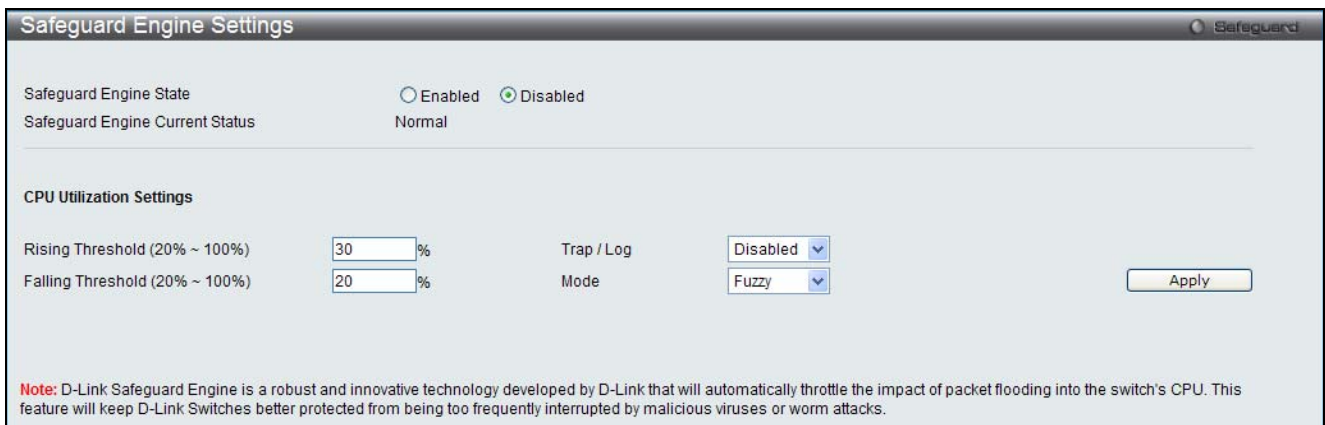 Safeguard Engine Settings
Safeguard
Safeguard Engine State Enabled Disabled
Safeguard Engine Current Status Normal
CPU Utilization Settings
Rising Threshold (20% ~ 100%) 30 % Trap / Log Disabled
Falling Threshold (20% ~ 100%) 20 % Mode Fuzzy Apply
Note: D-Link Safeguard Engine is a robust and innovative technology developed by D-Link that will automatically throttle the impact of packet flooding into the switch's CPU. This
feature will keep D-Link Switches better protected from being too frequently interrupted by malicious viruses or worm attacks.